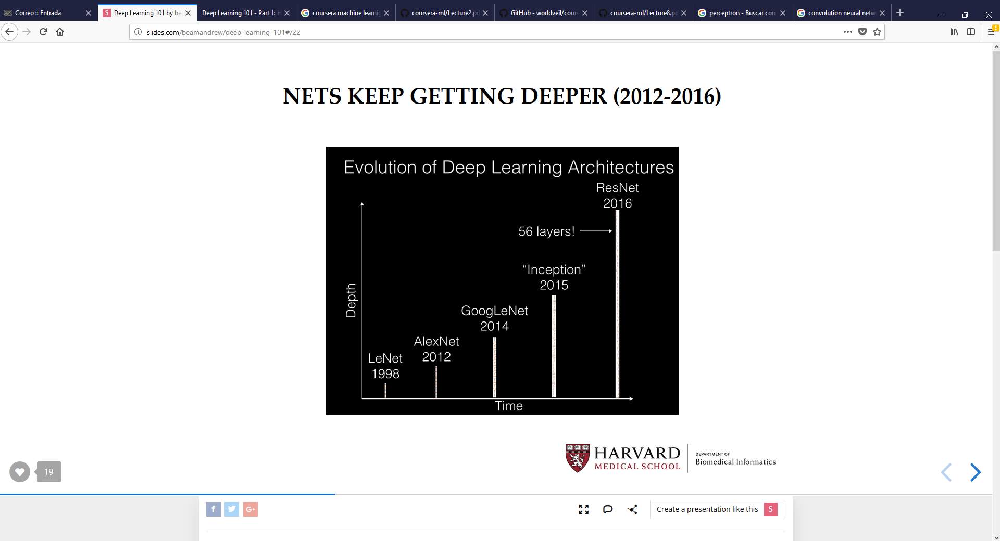 Correo :: Entrada
Deep Learning 101 by be
Deep Learning 101 - Part 1: H
coursera machine learnig
coursera-ml/Lecture2.pd
GitHub - worldveil/cours
coursera-ml/Lecture8.pd
perceptron - Buscar con
convolution neural netw
slides.com/beamandrew/deep-learning-101#/22
NETS KEEP GETTING DEEPER (2012-2016)
Evolution of Deep Learning Architectures
ResNet
2016
56 layers!
“Inception”
2015
GoogLeNet
2014
AlexNet
2012
LeNet
1998
Depth
Time
HARVARD
MEDICAL SCHOOL
DEPARTMENT OF
Biomedical Informatics
19
f
G+
Create a presentation like this S